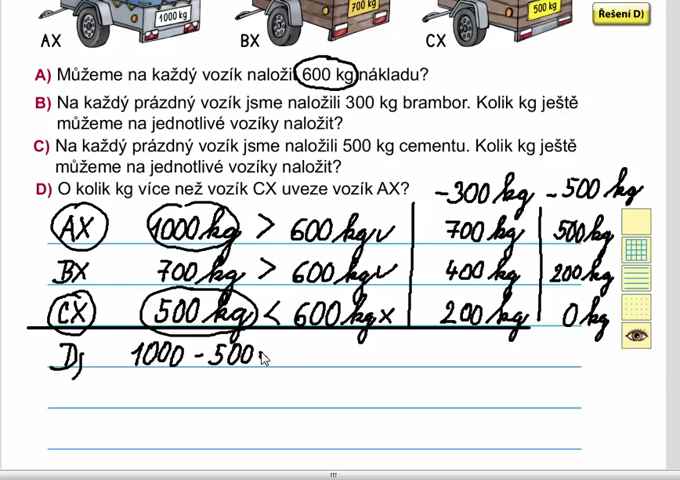 1000 kg 700 kg 500 kg Řešení D)
AX BX CX
A) Můžeme na každý vozík naložit 600 kg nákladu?
B) Na každý prázdný vozík jsme naložili 300 kg brambor. Kolik kg ještě
můžeme na jednotlivé vozíky naložit?
C) Na každý prázdný vozík jsme naložili 500 kg cementu. Kolik kg ještě
můžeme na jednotlivé vozíky naložit?
D) O kolik kg více než vozík CX uveze vozík AX?
-300 kg -500 kg
AX 1000 kg > 600 kg v 700 kg 500 kg
BX 700 kg > 600 kg v 400 kg 200 kg
CX 500 kg < 600 kg x 200 kg 0 kg
D) 1000 - 500